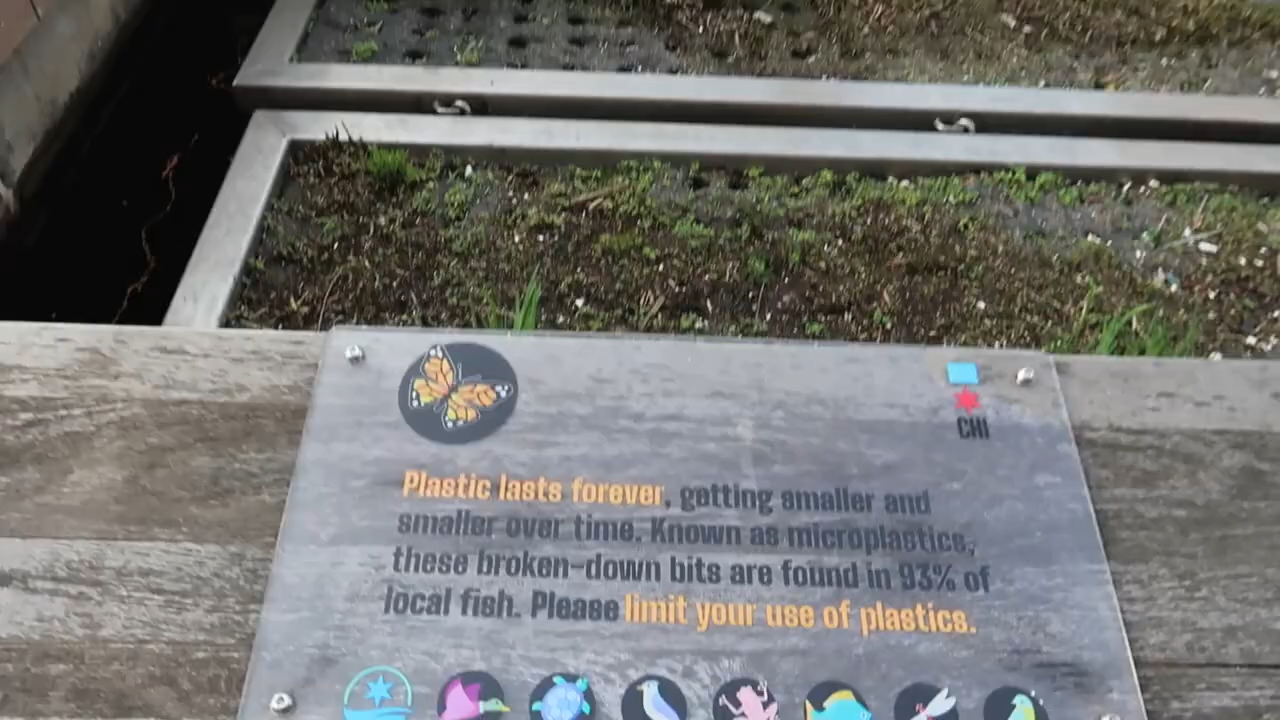 CHI
Plastic lasts forever, getting smaller and
smaller over time. Known as microplastics,
these broken-down bits are found in 93% of
local fish. Please limit your use of plastics.